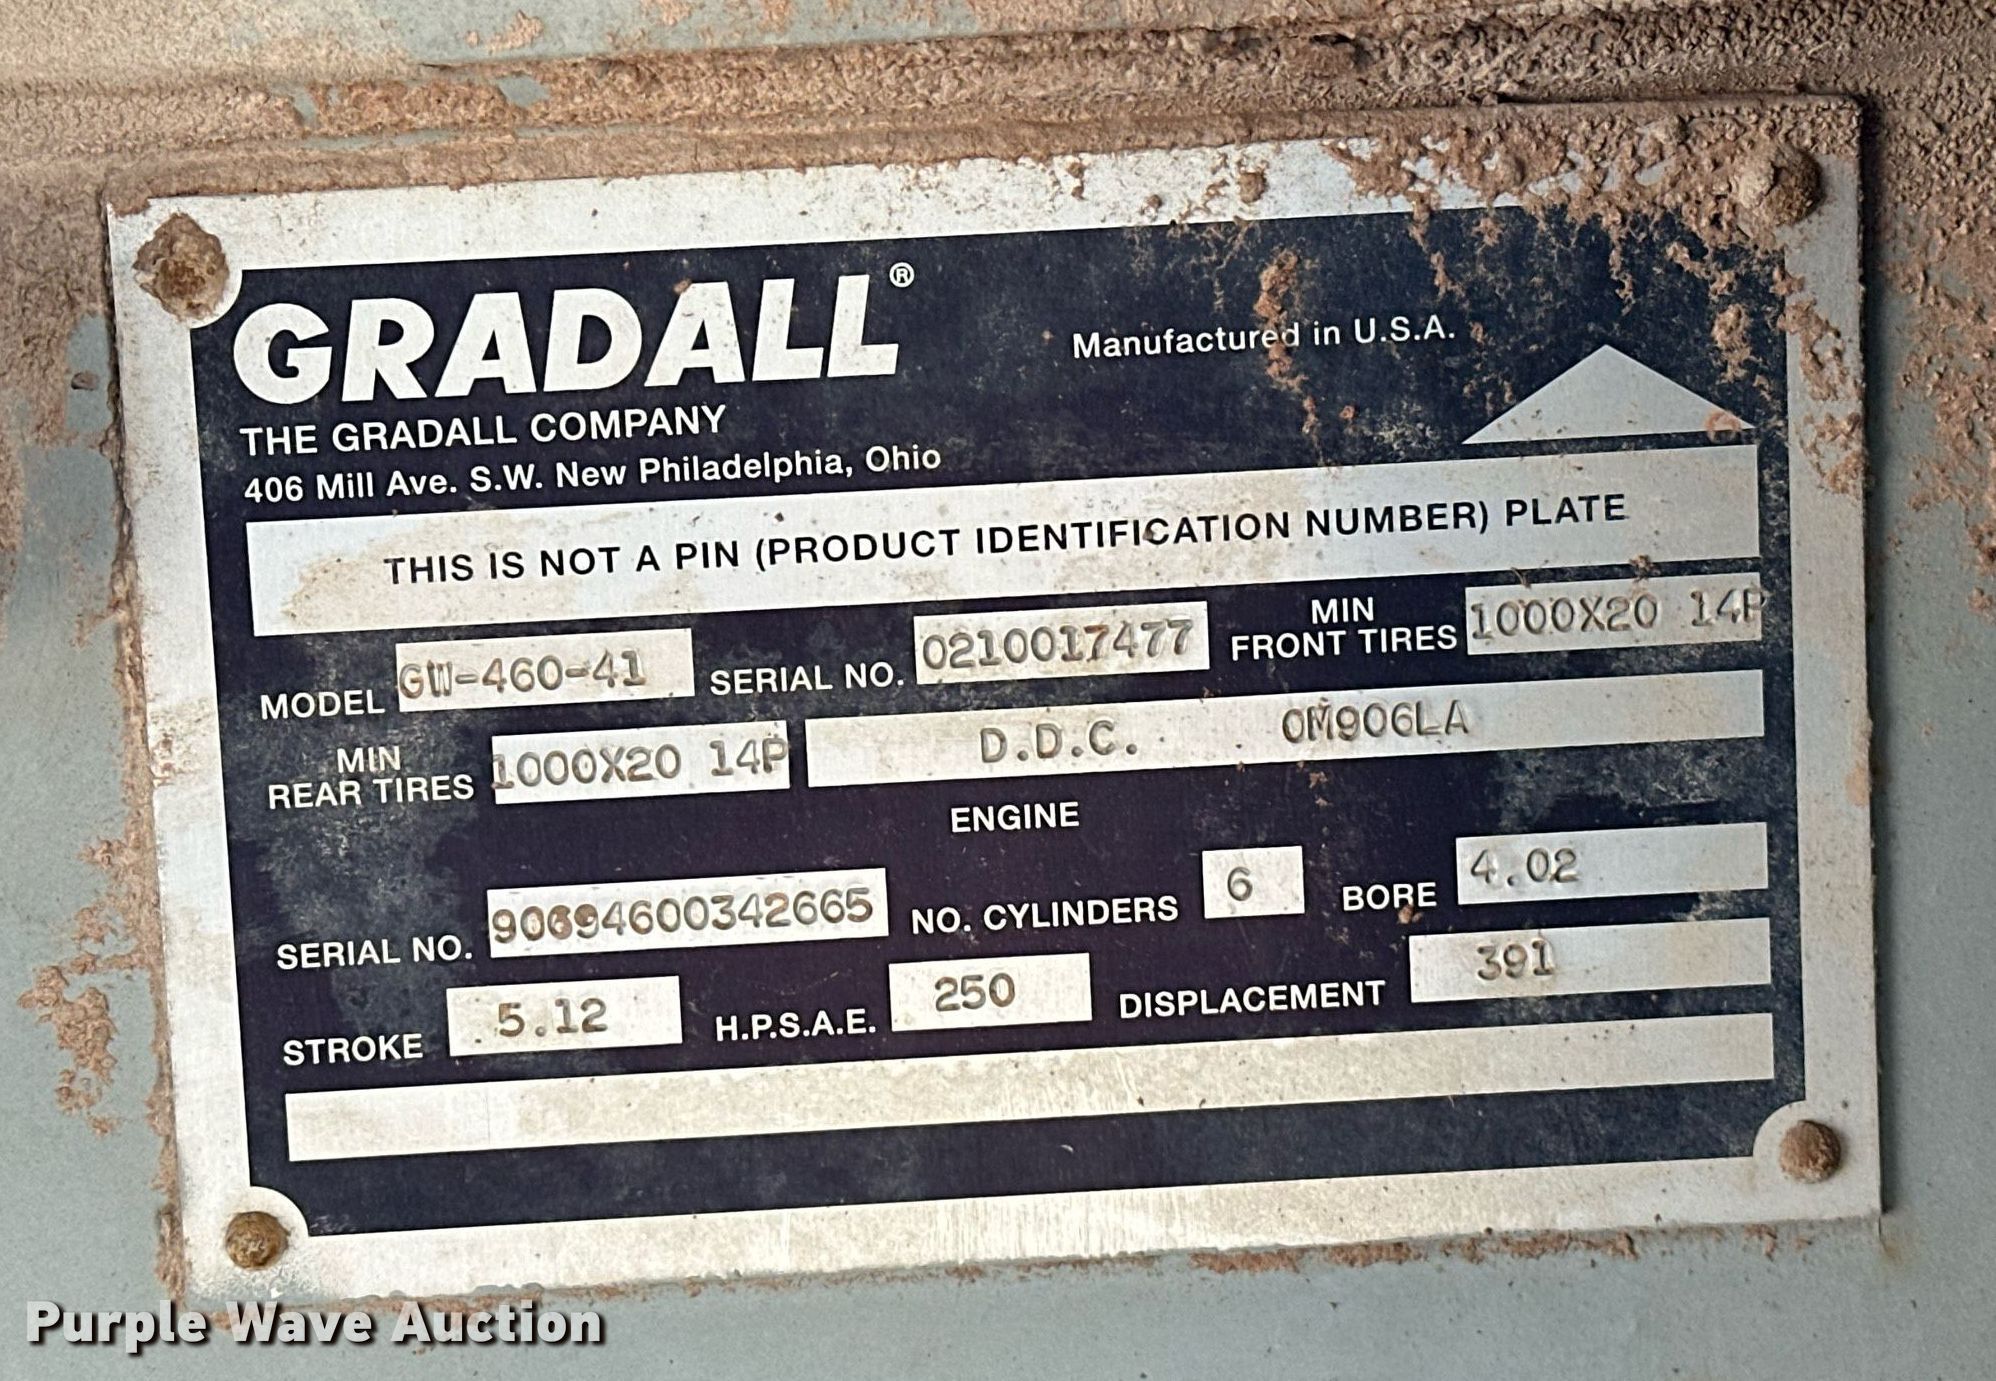 GRADALL®
Manufactured in U.S.A.
THE GRADALL COMPANY
406 Mill Ave. S.W. New Philadelphia, Ohio
THIS IS NOT A PIN (PRODUCT IDENTIFICATION NUMBER) PLATE
MODEL GW-460-41 SERIAL NO. 0210017477 MIN FRONT TIRES 1000X20 14P
MIN REAR TIRES 1000X20 14P D.D.C. OM906LA
ENGINE
SERIAL NO. 90694600342665 NO. CYLINDERS 6 BORE 4.02
STROKE 5.12 H.P.S.A.E. 250 DISPLACEMENT 391
Purple Wave Auction